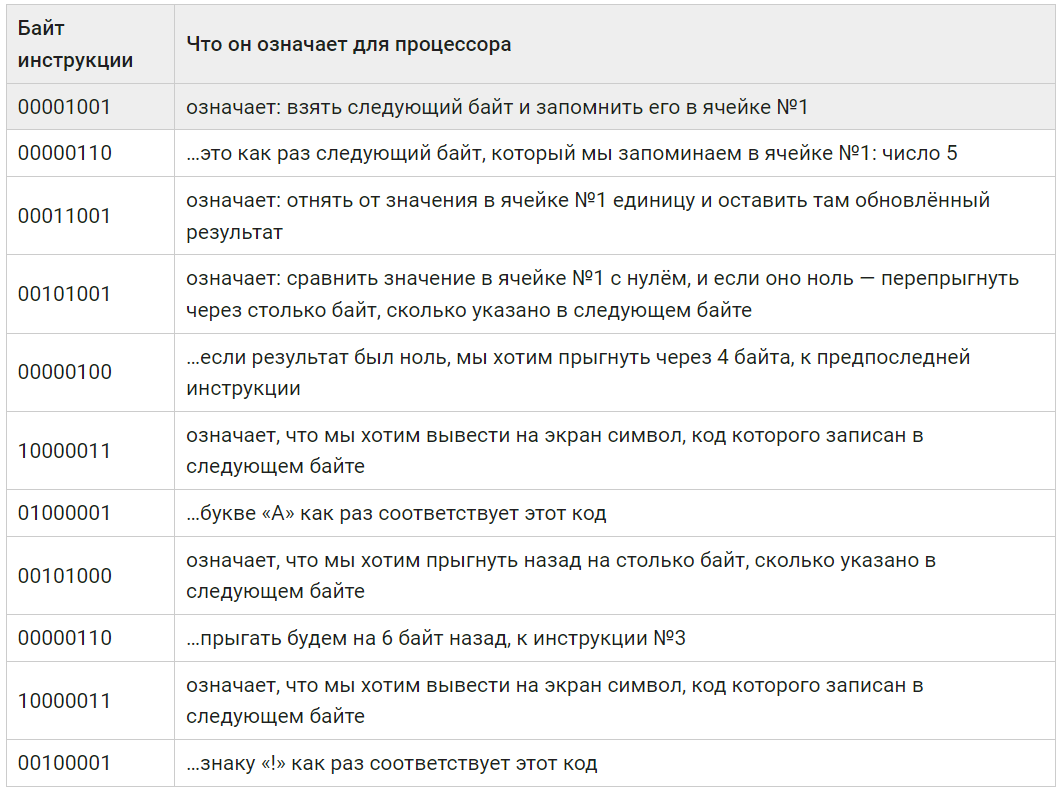 Байт
инструкции
Что он означает для процессора
00001001
означает: взять следующий байт и запомнить его в ячейке №1
00000110
…это как раз следующий байт, который мы запоминаем в ячейке №1: число 5
00011001
означает: отнять от значения в ячейке №1 единицу и оставить там обновлённый
результат
00101001
означает: сравнить значение в ячейке №1 с нулём, и если оно ноль — перепрыгнуть
через столько байт, сколько указано в следующем байте
00000100
…если результат был ноль, мы хотим прыгнуть через 4 байта, к предпоследней
инструкции
10000011
означает, что мы хотим вывести на экран символ, код которого записан в
следующем байте
01000001
…букве «А» как раз соответствует этот код
00101000
означает, что мы хотим прыгнуть назад на столько байт, сколько указано в
следующем байте
00000110
…прыгать будем на 6 байт назад, к инструкции №3
10000011
означает, что мы хотим вывести на экран символ, код которого записан в
следующем байте
00100001
…знаку «!» как раз соответствует этот код